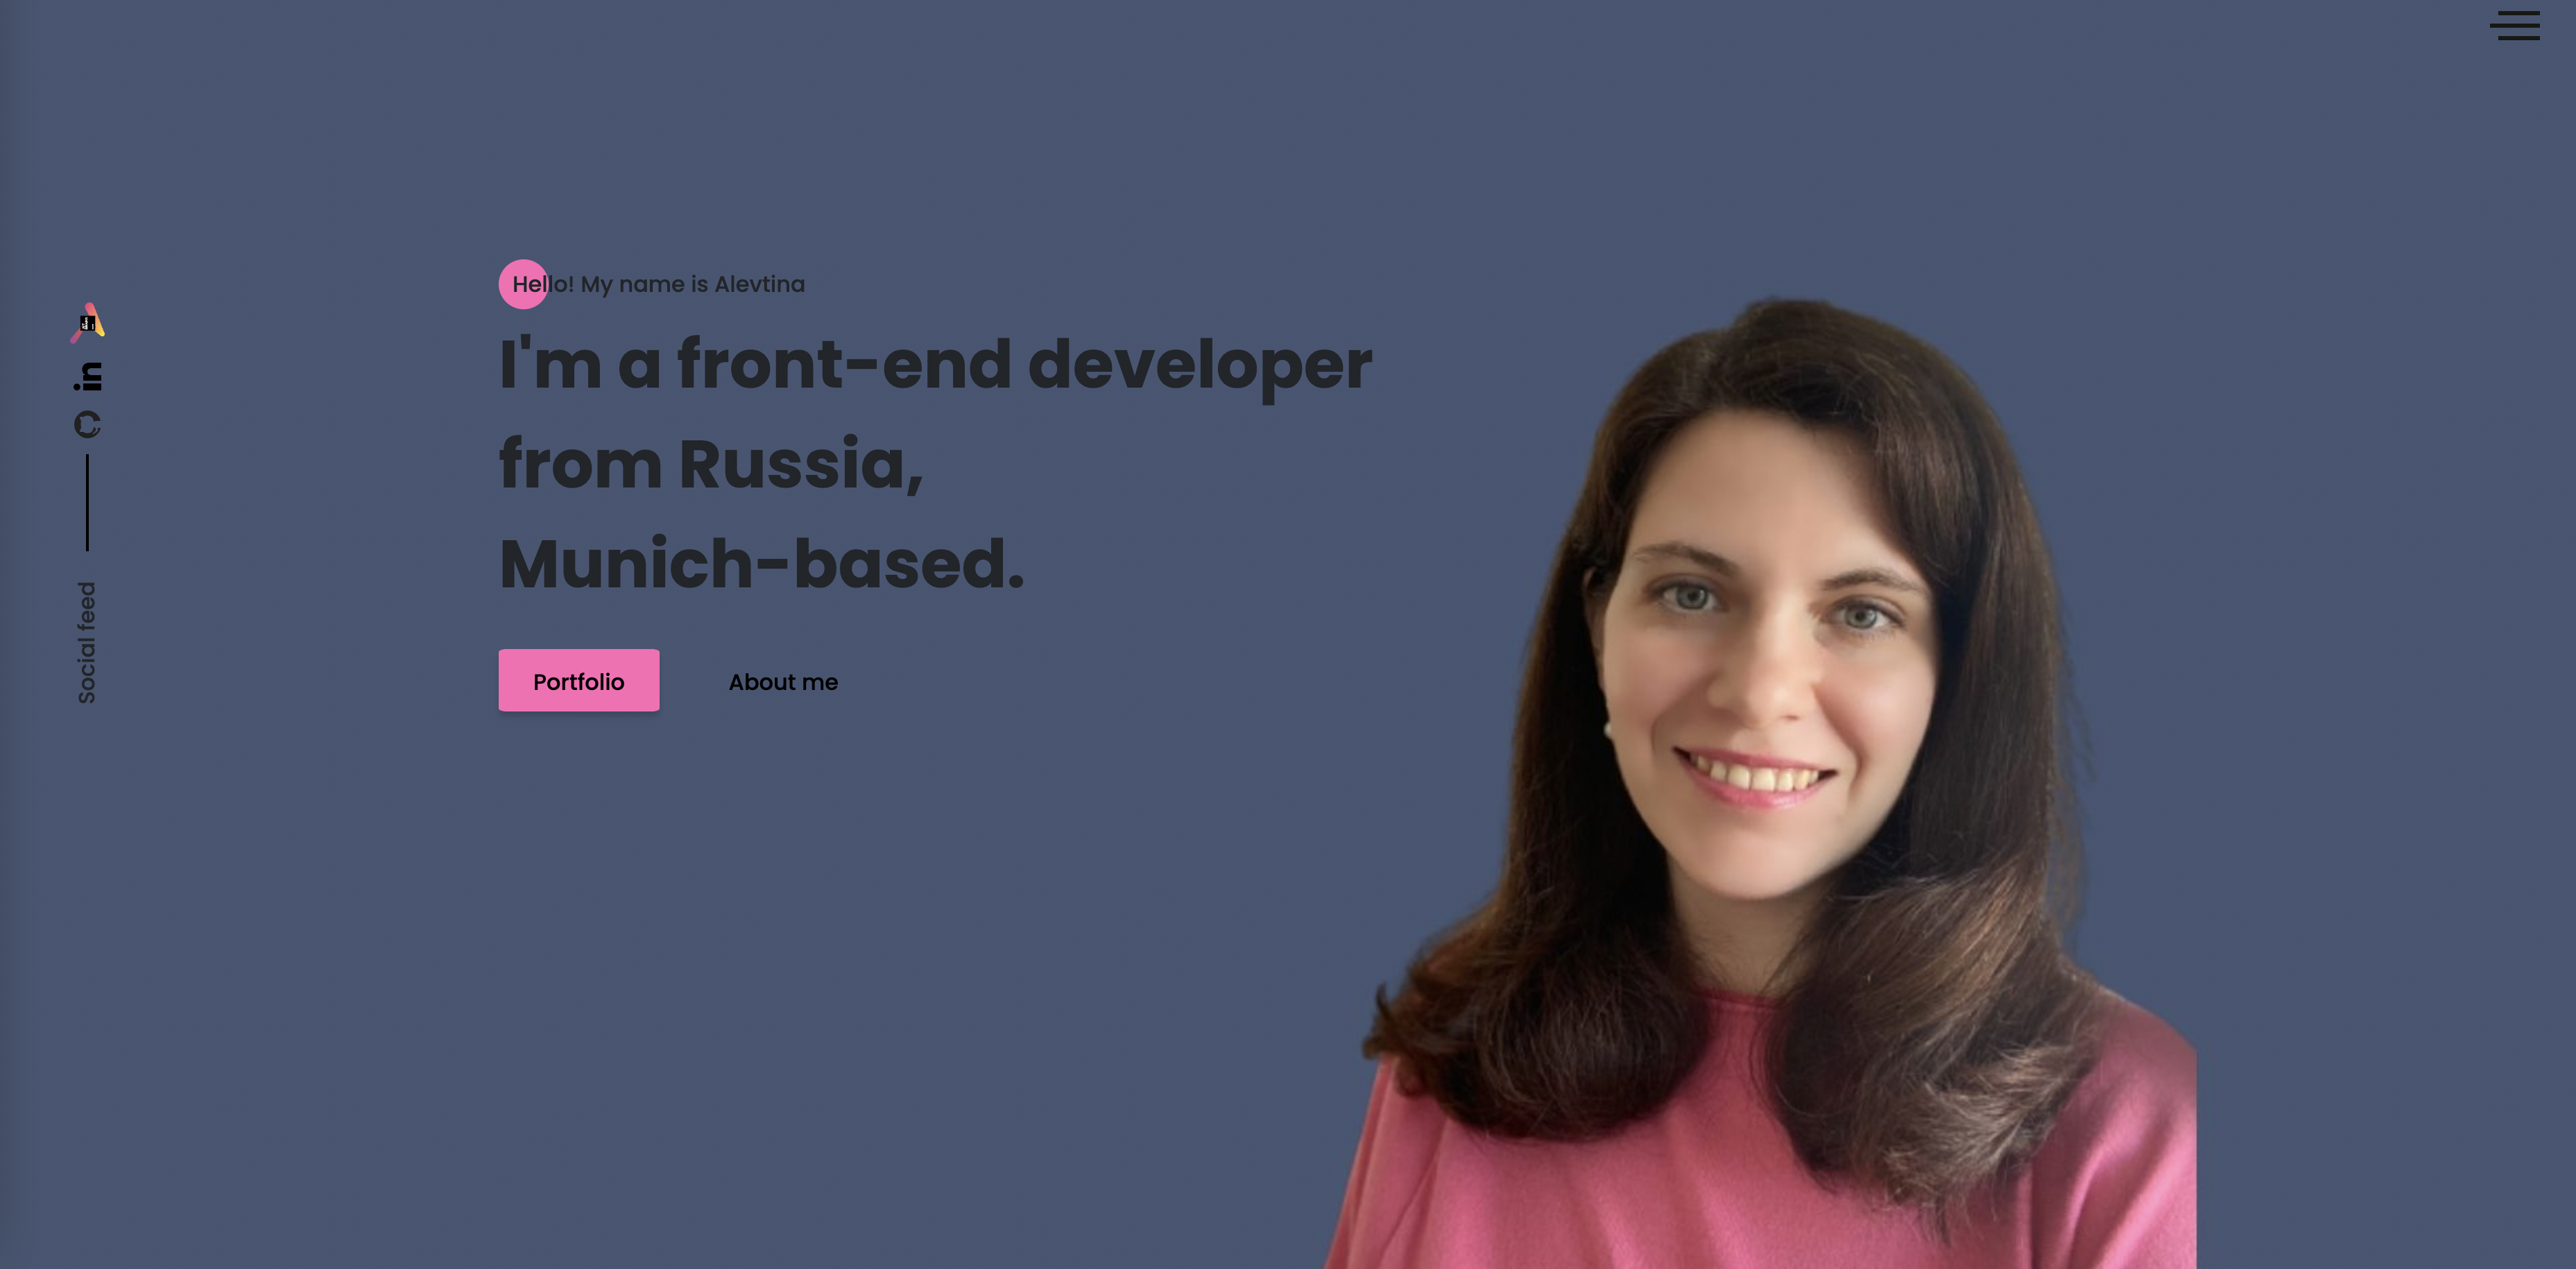 Hello! My name is Alevtina
I'm a front-end developer
from Russia,
Munich-based.
Portfolio
About me
in
Social feed